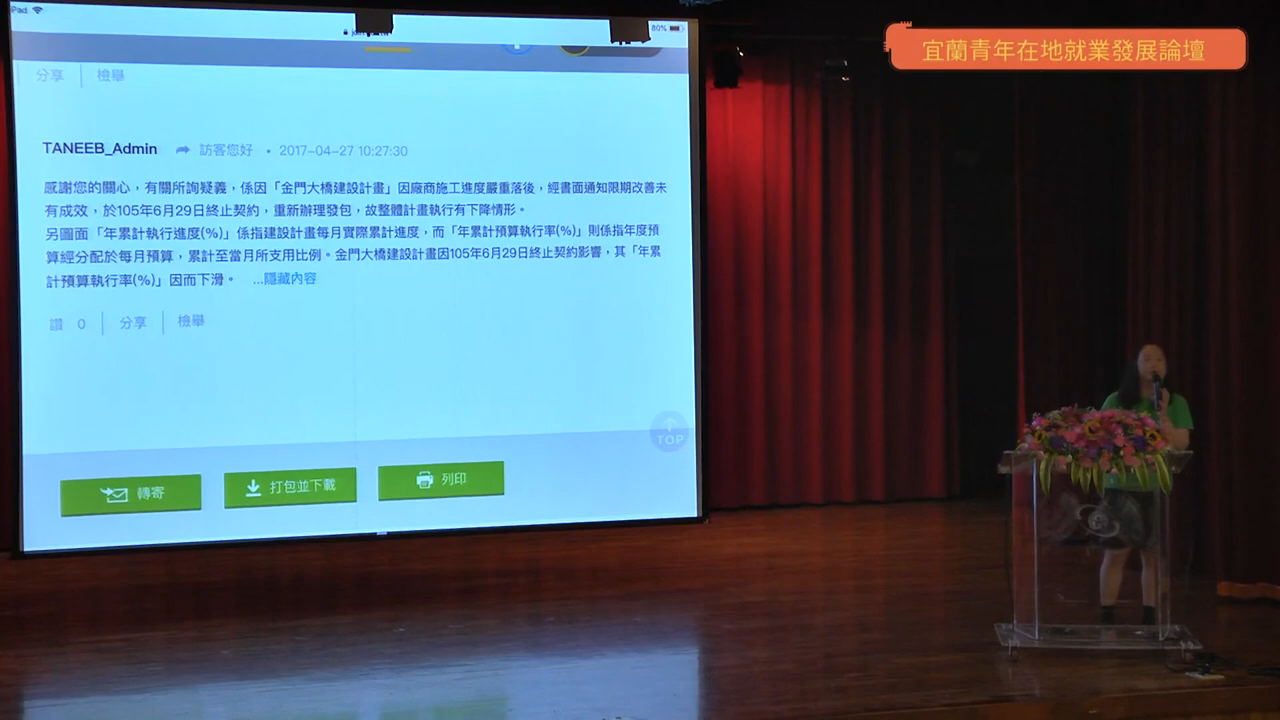 Pad
80%
宜蘭青年在地就業發展論壇
分享 檢舉
TANEEB_Admin 訪客您好 • 2017-04-27 10:27:30
感謝您的關心，有關所詢疑義，係因「金門大橋建設計畫」因廠商施工進度嚴重落後，經書面通知限期改善未
有成效，於105年6月29日終止契約，重新辦理發包，故整體計畫執行有下降情形。
另圖面「年累計執行進度(%)」係指建設計畫每月實際累計進度，而「年累計預算執行率(%)」則係指年度預
算經分配於每月預算，累計至當月所支用比例。金門大橋建設計畫因105年6月29日終止契約影響，其「年累
計預算執行率(%)」因而下滑。 ...隱藏內容
讚 0 分享 檢舉
TOP
轉寄 打包並下載 列印